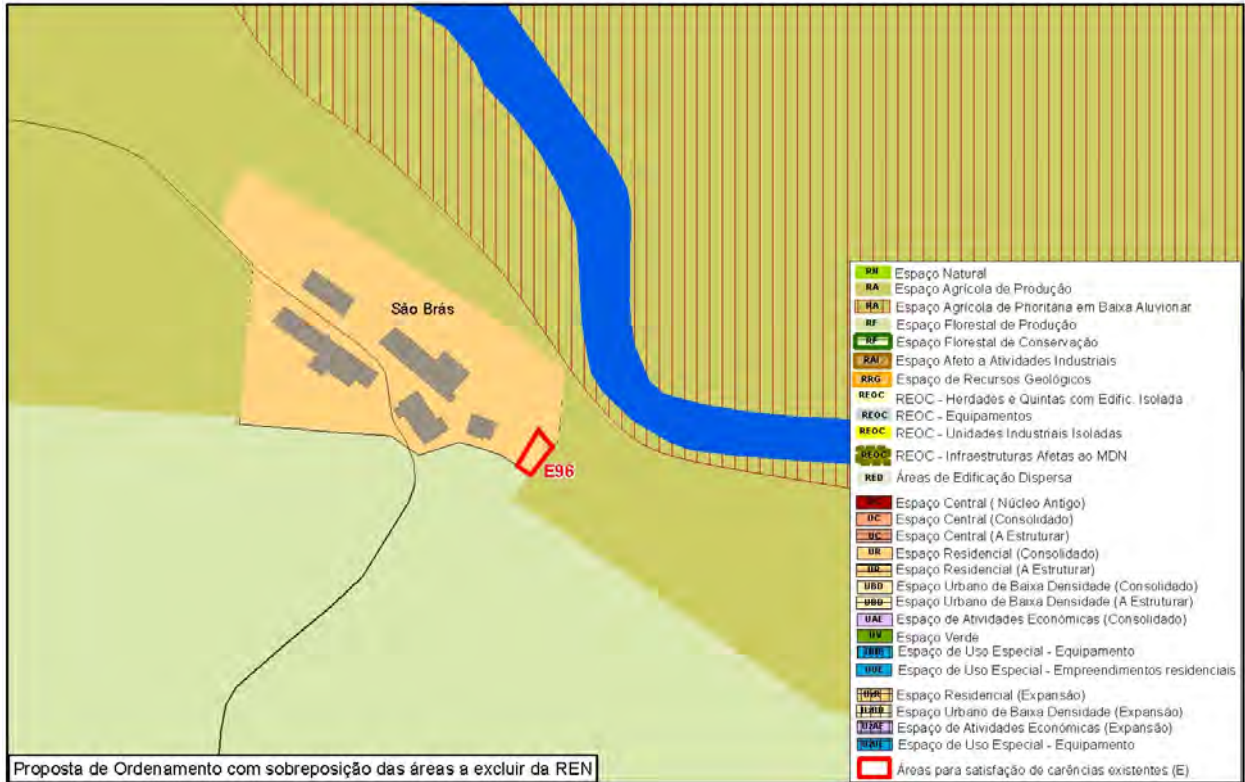 São Brás
E96
RN Espaço Natural
RA Espaço Agrícola de Produção
RA Espaço Agrícola de Prioritária em Baixa Aluvionar
RF Espaço Florestal de Produção
RF Espaço Florestal de Conservação
RAI Espaço Afeto a Atividades Industriais
RRG Espaço de Recursos Geológicos
REOC REOC - Herdades e Quintas com Edific. Isolada
REOC REOC - Equipamentos
REOC REOC - Unidades Industriais Isoladas
REOC REOC - Infraestruturas Afetas ao MDN
RED Áreas de Edificação Dispersa
Espaço Central ( Núcleo Antigo)
UC Espaço Central (Consolidado)
UC Espaço Central (A Estruturar)
UR Espaço Residencial (Consolidado)
UR Espaço Residencial (A Estruturar)
UBD Espaço Urbano de Baixa Densidade (Consolidado)
UBD Espaço Urbano de Baixa Densidade (A Estruturar)
UAE Espaço de Atividades Económicas (Consolidado)
UV Espaço Verde
Espaço de Uso Especial - Equipamento
UUE Espaço de Uso Especial - Empreendimentos residenciais
Espaço Residencial (Expansão)
Espaço Urbano de Baixa Densidade (Expansão)
Espaço de Atividades Económicas (Expansão)
Espaço de Uso Especial - Equipamento
Áreas para satisfação de carências existentes (E)
Proposta de Ordenamento com sobreposição das áreas a excluir da REN